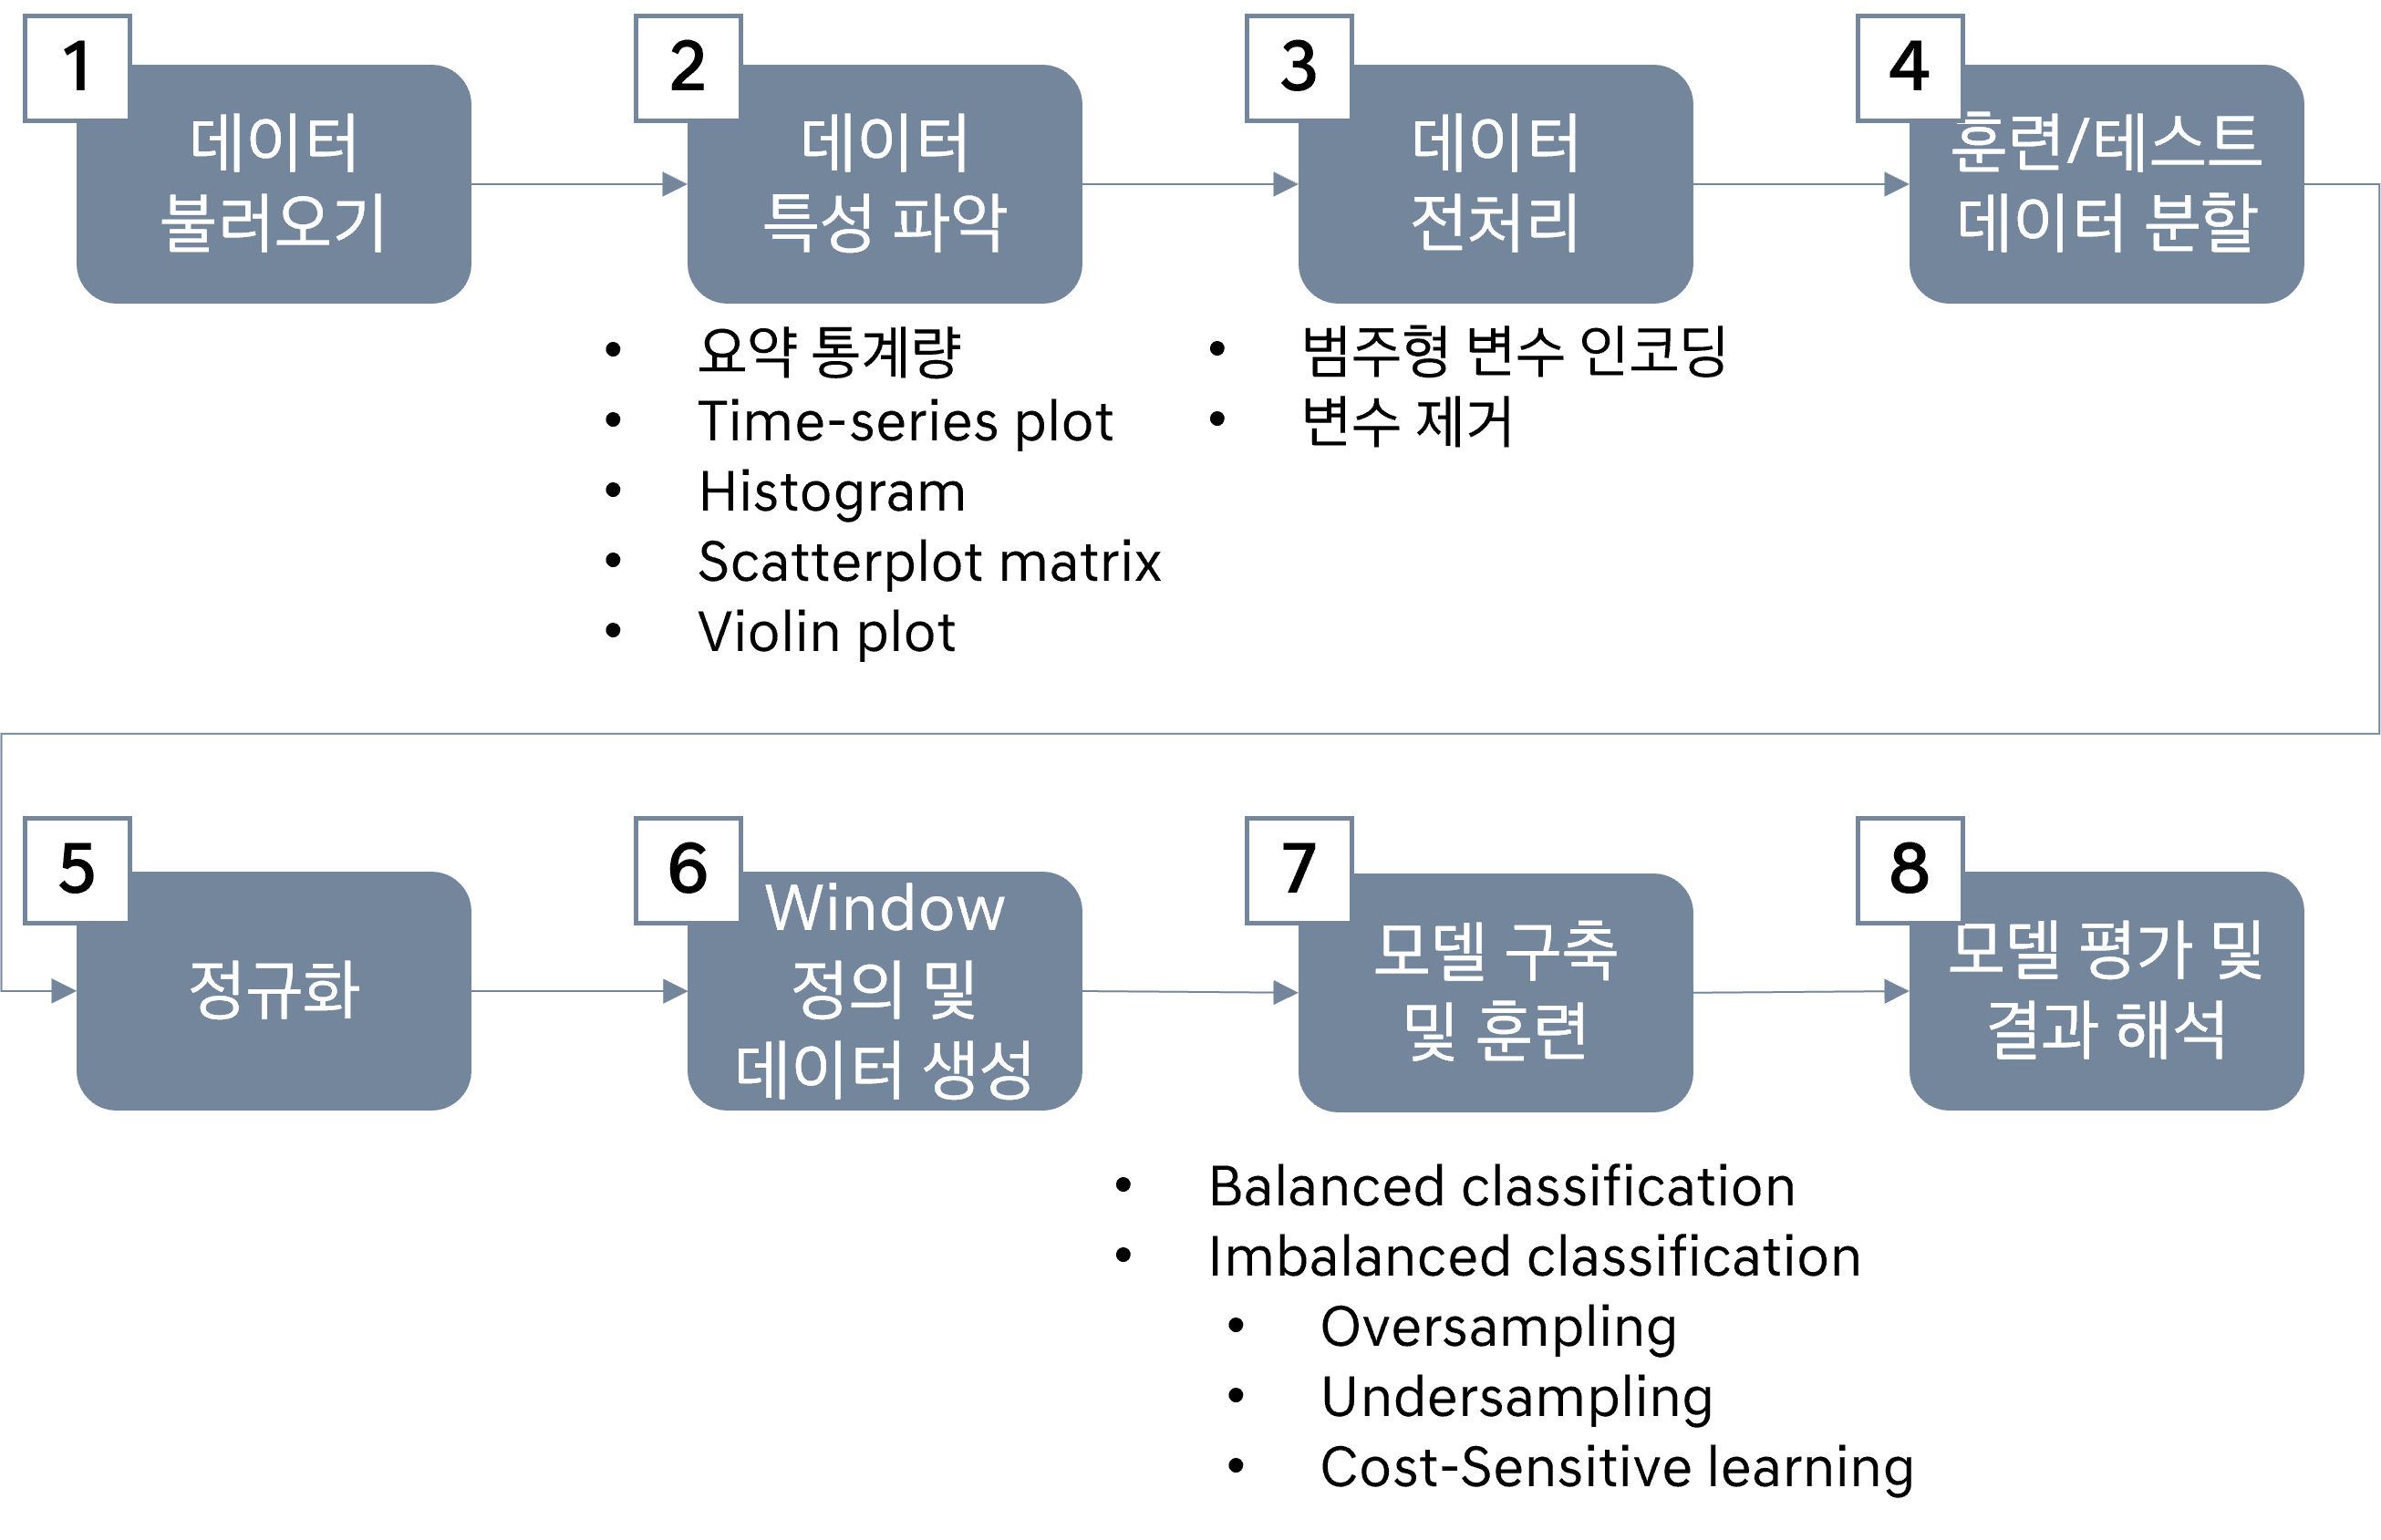 1
데이터
불러오기
2
데이터
특성 파악
• 요약 통계량
• Time-series plot
• Histogram
• Scatterplot matrix
• Violin plot
3
데이터
전처리
• 범주형 변수 인코딩
• 변수 제거
4
훈련/테스트
데이터 분할
5
정규화
6
Window
정의 및
데이터 생성
7
모델 구축
및 훈련
• Balanced classification
• Imbalanced classification
• Oversampling
• Undersampling
• Cost-Sensitive learning
8
모델 평가 및
결과 해석